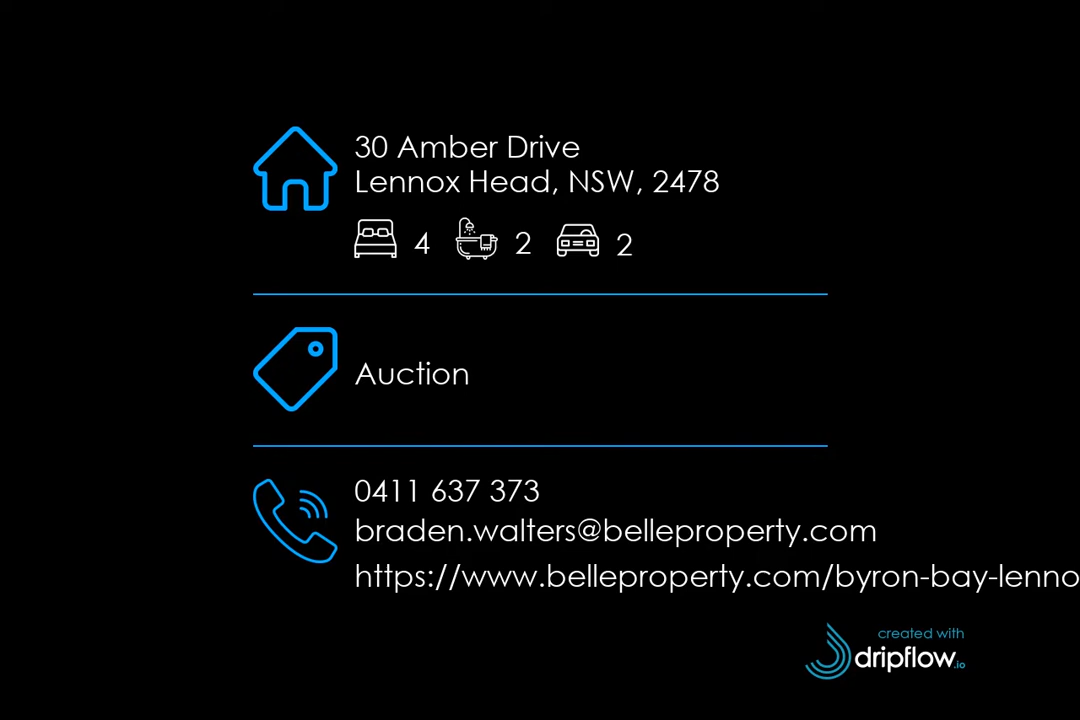 30 Amber Drive
Lennox Head, NSW, 2478
4 2 2
Auction
0411 637 373
braden.walters@belleproperty.com
https://www.belleproperty.com/byron-bay-lenno
created with
dripflow.io